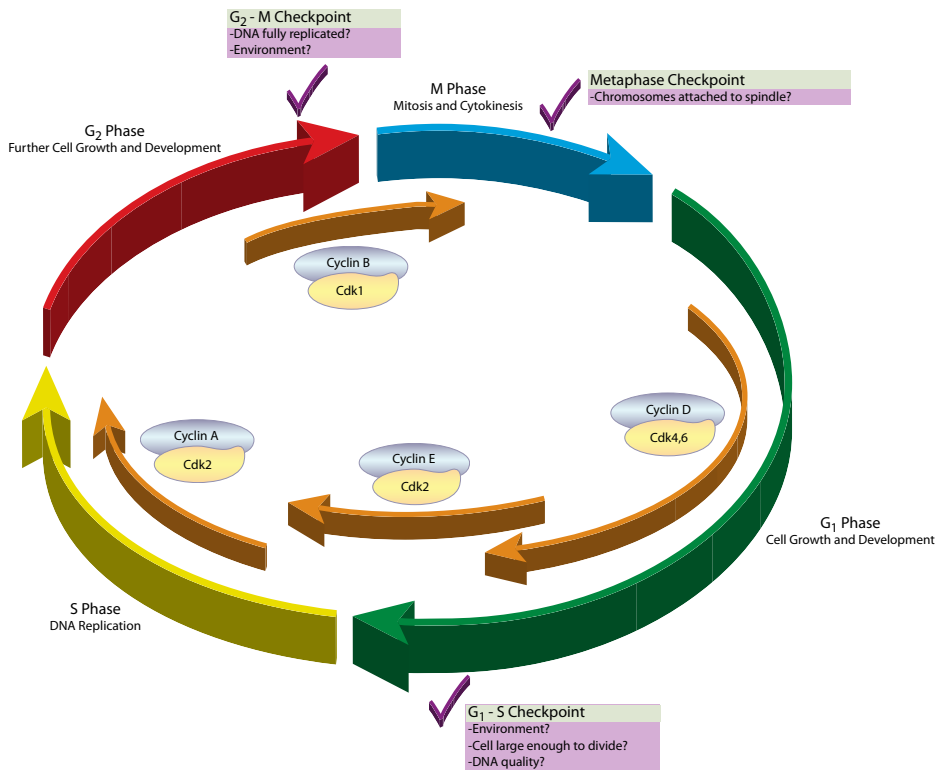 G₂ - M Checkpoint
-DNA fully replicated?
-Environment?
M Phase
Mitosis and Cytokinesis
Metaphase Checkpoint
-Chromosomes attached to spindle?
G₂ Phase
Further Cell Growth and Development
Cyclin B
Cdk1
Cyclin D
Cdk4,6
Cyclin A
Cdk2
Cyclin E
Cdk2
G₁ Phase
Cell Growth and Development
S Phase
DNA Replication
G₁ - S Checkpoint
-Environment?
-Cell large enough to divide?
-DNA quality?